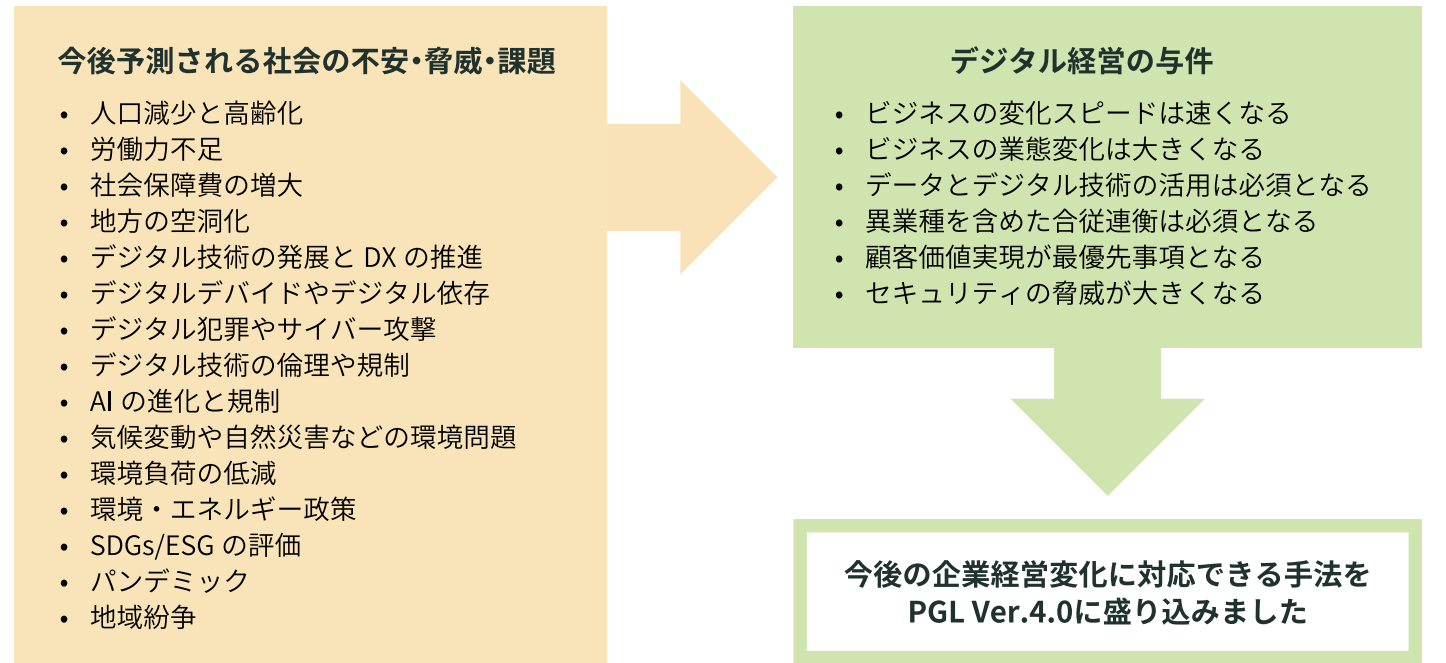 今後予測される社会の不安・脅威・課題
• 人口減少と高齢化
• 労働力不足
• 社会保障費の増大
• 地方の空洞化
• デジタル技術の発展と DX の推進
• デジタルデバイドやデジタル依存
• デジタル犯罪やサイバー攻撃
• デジタル技術の倫理や規制
• AI の進化と規制
• 気候変動や自然災害などの環境問題
• 環境負荷の低減
• 環境・エネルギー政策
• SDGs/ESG の評価
• パンデミック
• 地域紛争
デジタル経営の与件
• ビジネスの変化スピードは速くなる
• ビジネスの業態変化は大きくなる
• データとデジタル技術の活用は必須となる
• 異業種を含めた合従連衡は必須となる
• 顧客価値実現が最優先事項となる
• セキュリティの脅威が大きくなる
今後の企業経営変化に対応できる手法を
PGL Ver.4.0に盛り込みました